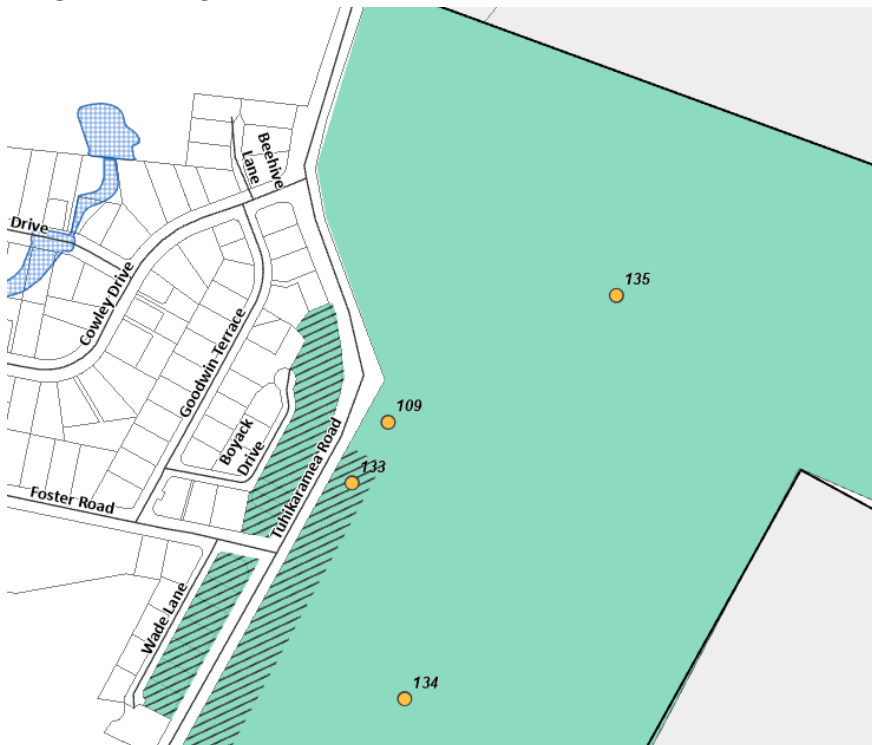 Beehive
Lane
Drive
Cowley Drive
135
Goodwin Terrace
109
Boyack
Drive
133
Tuhikaramea Road
Foster Road
Wade Lane
134